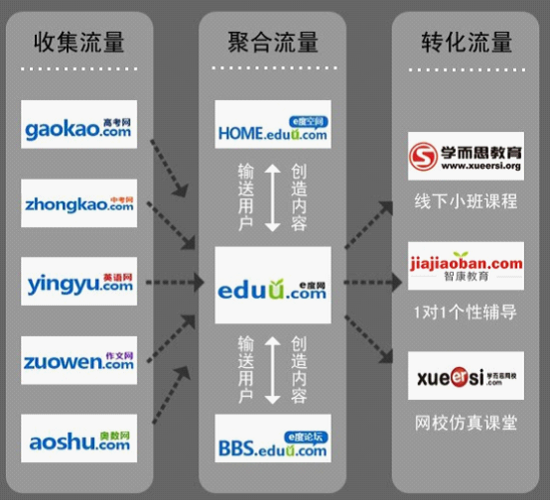 收集流量
高考网
gaokao.com
中考网
zhongkao.com
英语网
yingyu.com
作文网
zuowen.com
奥数网
aoshu.com
聚合流量
e度空间
HOME.eduu.com
输送用户
创造内容
e度网
eduu.com
输送用户
创造内容
e度论坛
BBS.eduu.com
转化流量
学而思教育
www.xueersi.org
线下小班课程
jiajiaoban.com
智康教育
1对1个性辅导
xueersi.com
学而思网校
网校仿真课堂